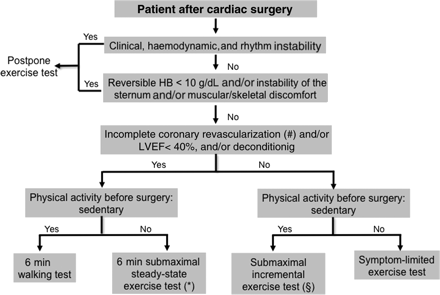 Patient after cardiac surgery
Yes
Clinical, haemodynamic, and rhythm instability
Postpone
exercise test
No
Yes
Reversible HB < 10 g/dL and/or instability of the
sternum and/or muscular/skeletal discomfort
No
Incomplete coronary revascularization (#) and/or
LVEF< 40%, and/or deconditionig
Yes
No
Physical activity before surgery:
sedentary
Physical activity before surgery:
sedentary
Yes
No
Yes
No
6 min
walking test
6 min submaximal
steady-state
exercise test (*)
Submaximal
incremental
exercise test (§)
Symptom-limited
exercise test